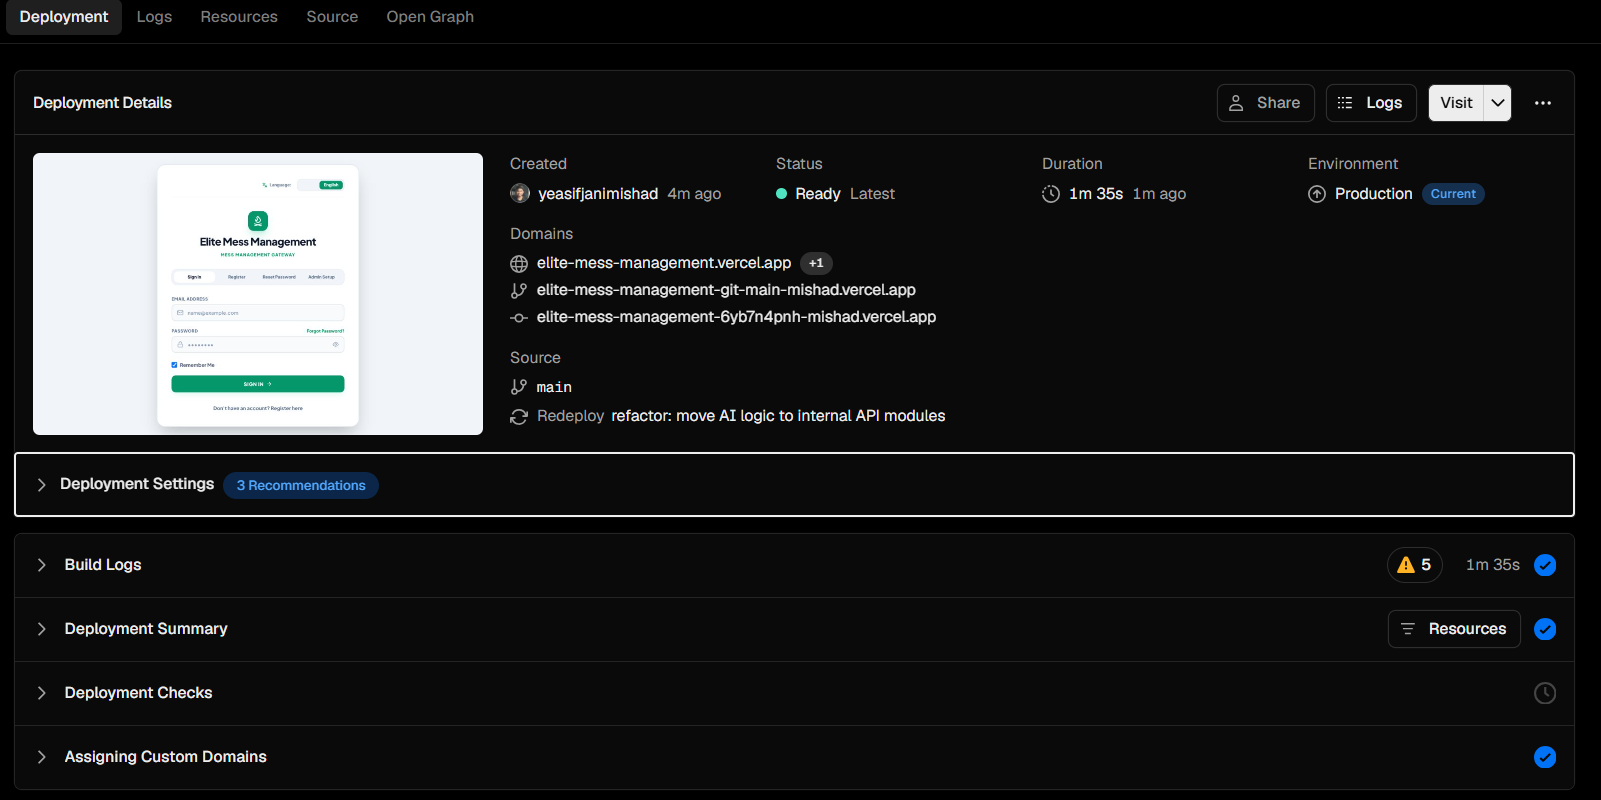 Deployment Logs Resources Source Open Graph
Deployment Details
Share Logs Visit
Language: English
Elite Mess Management
MESS MANAGEMENT GATEWAY
Sign In Register Reset Password Admin Setup
EMAIL ADDRESS
name@example.com
PASSWORD Forgot Password?
••••••••
Remember Me
SIGN IN →
Don't have an account? Register here
Created
yeasifjanimishad 4m ago
Status
Ready Latest
Duration
1m 35s 1m ago
Environment
Production Current
Domains
elite-mess-management.vercel.app +1
elite-mess-management-git-main-mishad.vercel.app
elite-mess-management-6yb7n4pnh-mishad.vercel.app
Source
main
Redeploy refactor: move AI logic to internal API modules
Deployment Settings 3 Recommendations
Build Logs 5 1m 35s
Deployment Summary Resources
Deployment Checks
Assigning Custom Domains